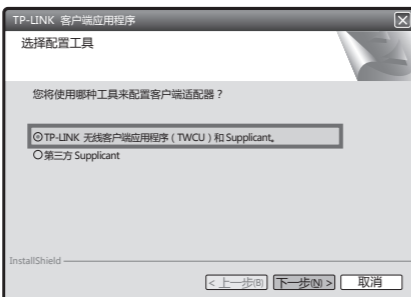 TP-LINK 客户端应用程序
选择配置工具
您将使用哪种工具来配置客户端适配器？
TP-LINK 无线客户端应用程序（TWCU）和 Supplicant。
第三方 Supplicant
InstallShield
< 上一步(B) 下一步(N) > 取消